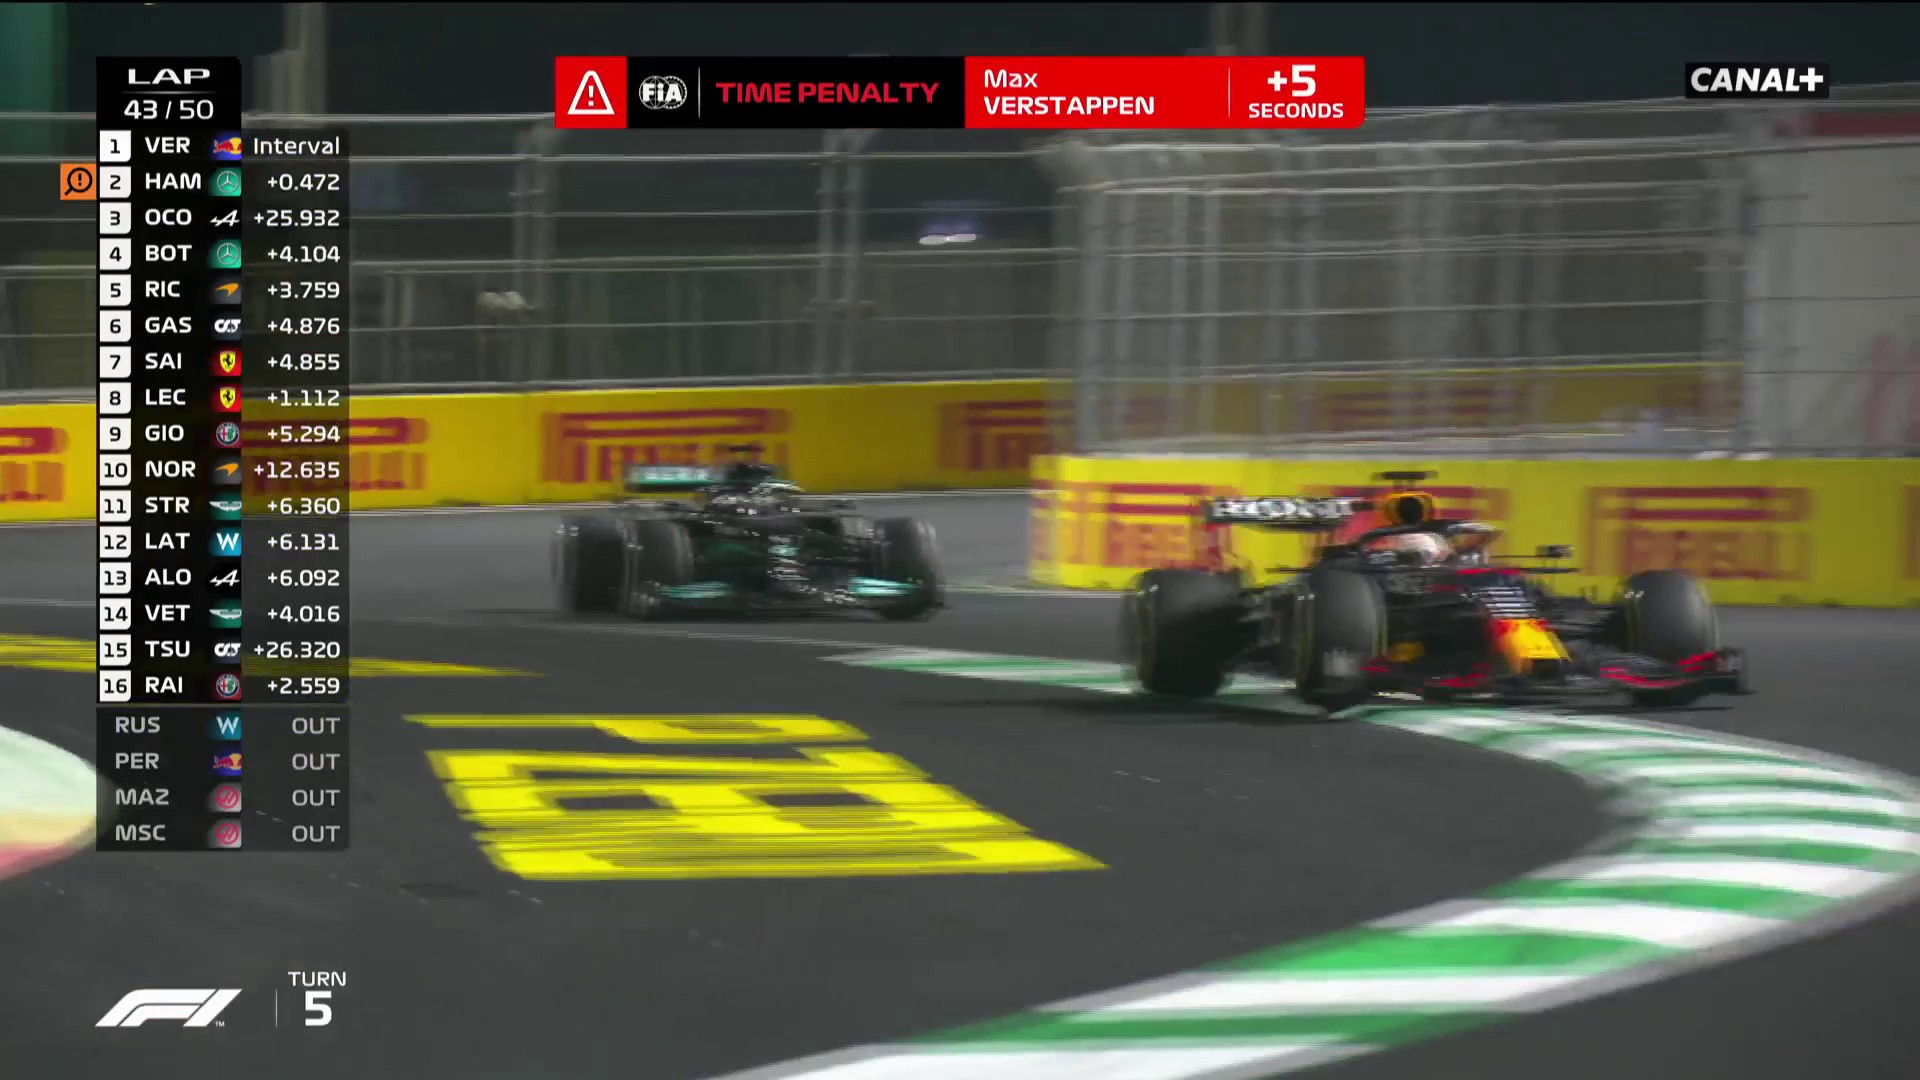 LAP
43 / 50
FIA
TIME PENALTY
Max
VERSTAPPEN
+5
SECONDS
CANAL+
1 VER Interval
2 HAM +0.472
3 OCO +25.932
4 BOT +4.104
5 RIC +3.759
6 GAS +4.876
7 SAI +4.855
8 LEC +1.112
9 GIO +5.294
10 NOR +12.635
11 STR +6.360
12 LAT W +6.131
13 ALO +6.092
14 VET +4.016
15 TSU +26.320
16 RAI +2.559
RUS W OUT
PER OUT
MAZ OUT
MSC OUT
PIRELLI
PIRELLI
HONDA
PIRELLI
F1
TURN
5